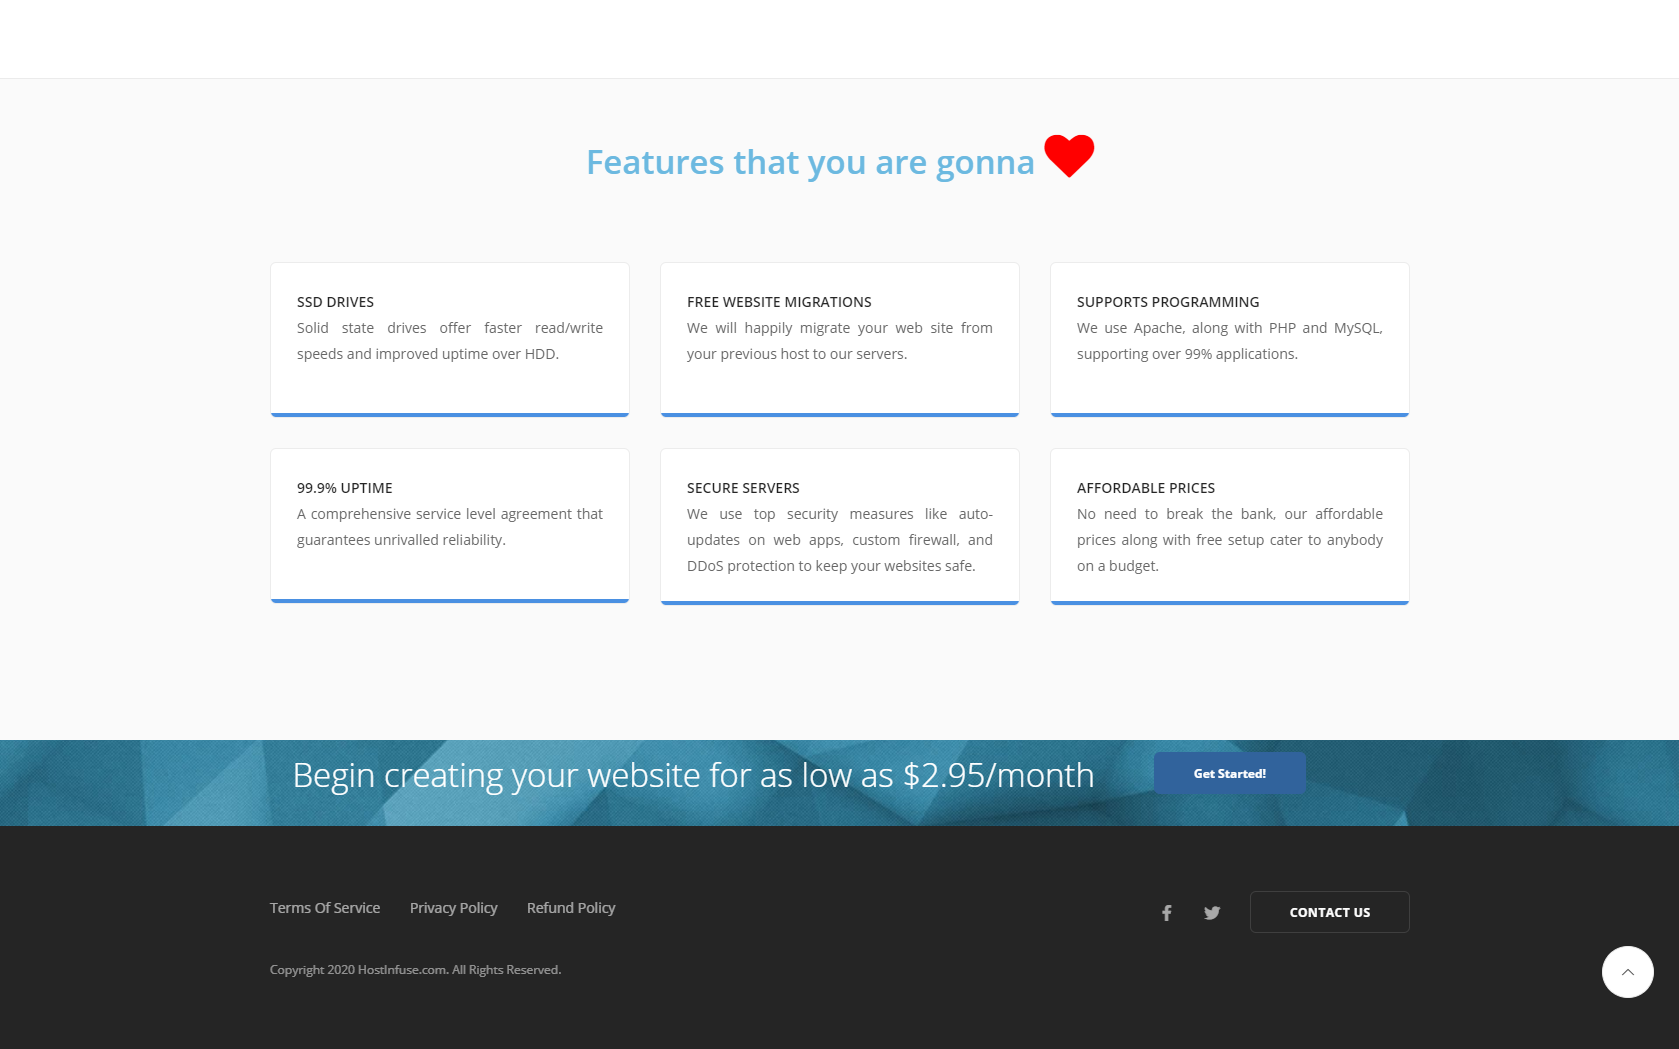 Features that you are gonna
SSD DRIVES
Solid state drives offer faster read/write
speeds and improved uptime over HDD.
FREE WEBSITE MIGRATIONS
We will happily migrate your web site from
your previous host to our servers.
SUPPORTS PROGRAMMING
We use Apache, along with PHP and MySQL,
supporting over 99% applications.
99.9% UPTIME
A comprehensive service level agreement that
guarantees unrivalled reliability.
SECURE SERVERS
We use top security measures like auto-
updates on web apps, custom firewall, and
DDoS protection to keep your websites safe.
AFFORDABLE PRICES
No need to break the bank, our affordable
prices along with free setup cater to anybody
on a budget.
Begin creating your website for as low as $2.95/month
Get Started!
Terms Of Service
Privacy Policy
Refund Policy
CONTACT US
Copyright 2020 HostInfuse.com. All Rights Reserved.